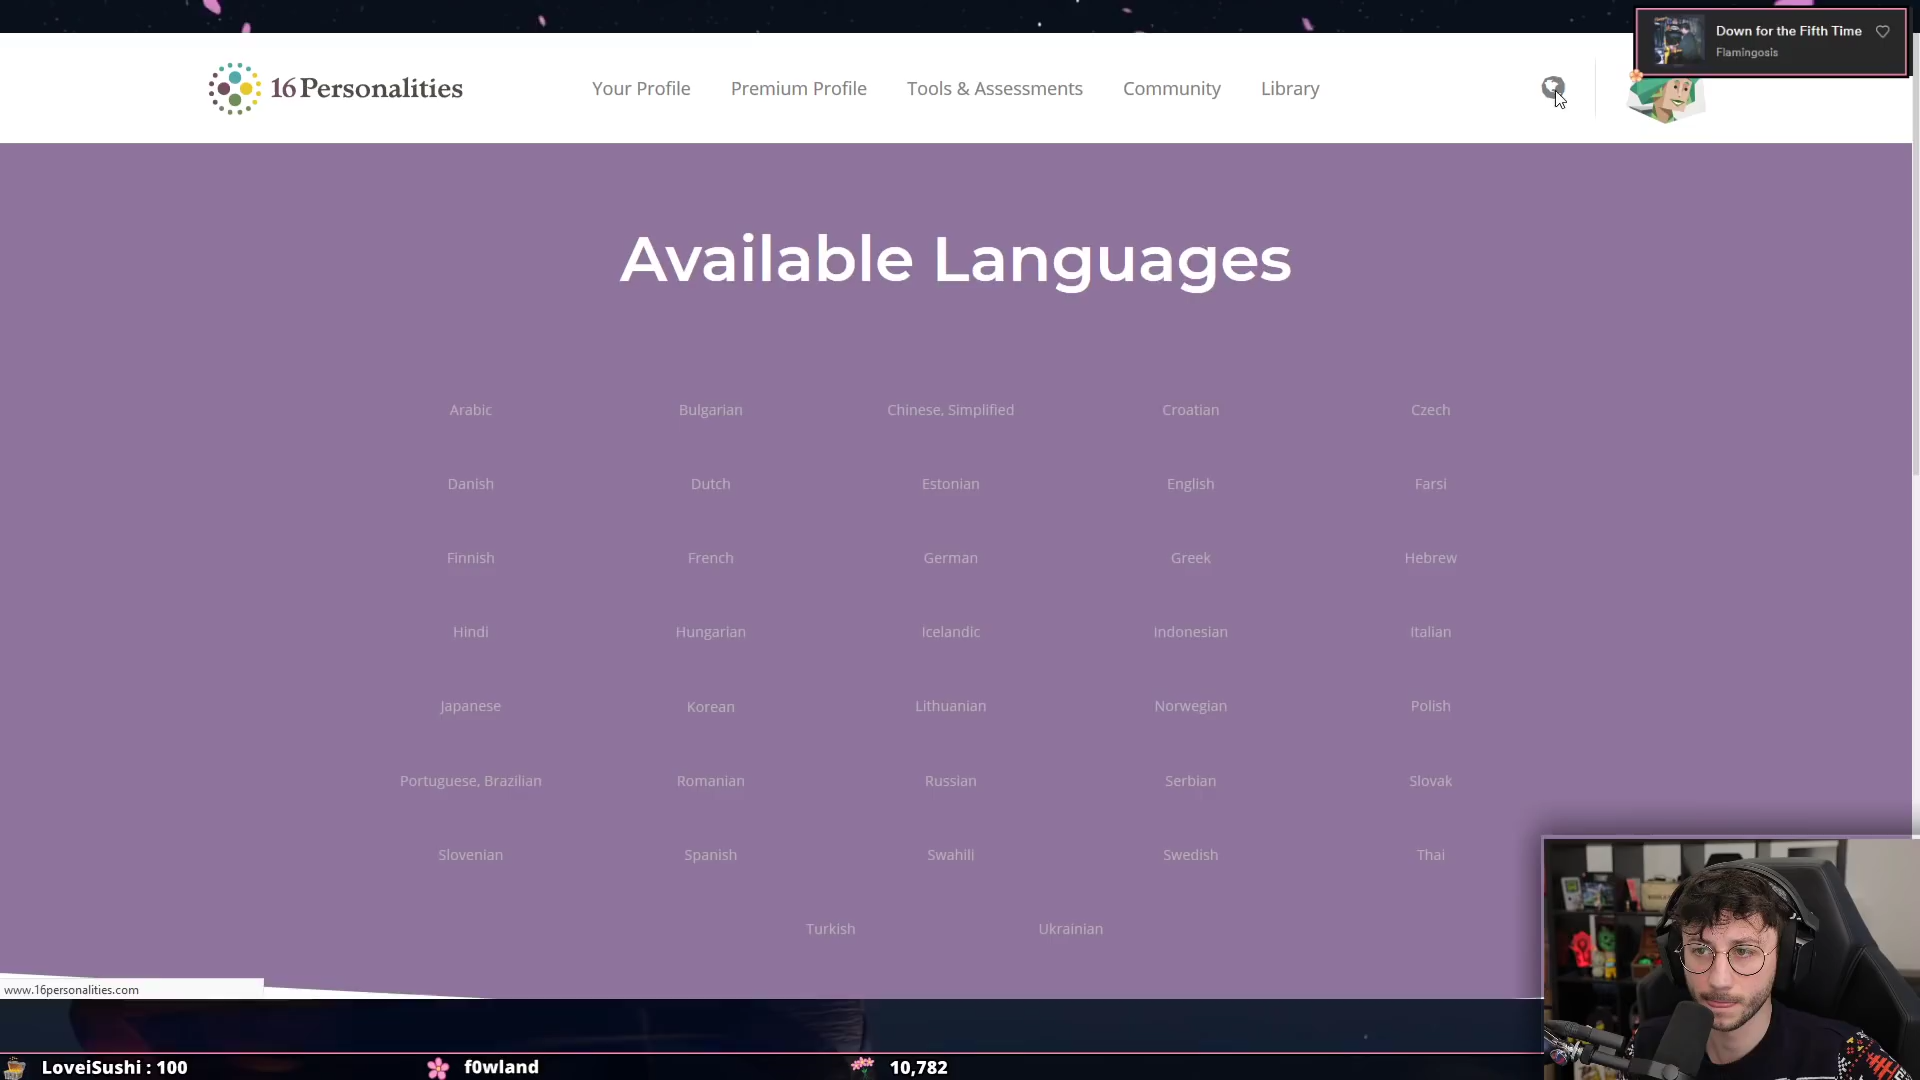 Down for the Fifth Time
Flamingosis
16Personalities
Your Profile
Premium Profile
Tools & Assessments
Community
Library
Available Languages
Arabic
Bulgarian
Chinese, Simplified
Croatian
Czech
Danish
Dutch
Estonian
English
Farsi
Finnish
French
German
Greek
Hebrew
Hindi
Hungarian
Icelandic
Indonesian
Italian
Japanese
Korean
Lithuanian
Norwegian
Polish
Portuguese, Brazilian
Romanian
Russian
Serbian
Slovak
Slovenian
Spanish
Swahili
Swedish
Thai
Turkish
Ukrainian
www.16personalities.com
LoveiSushi : 100
f0wland
10,782